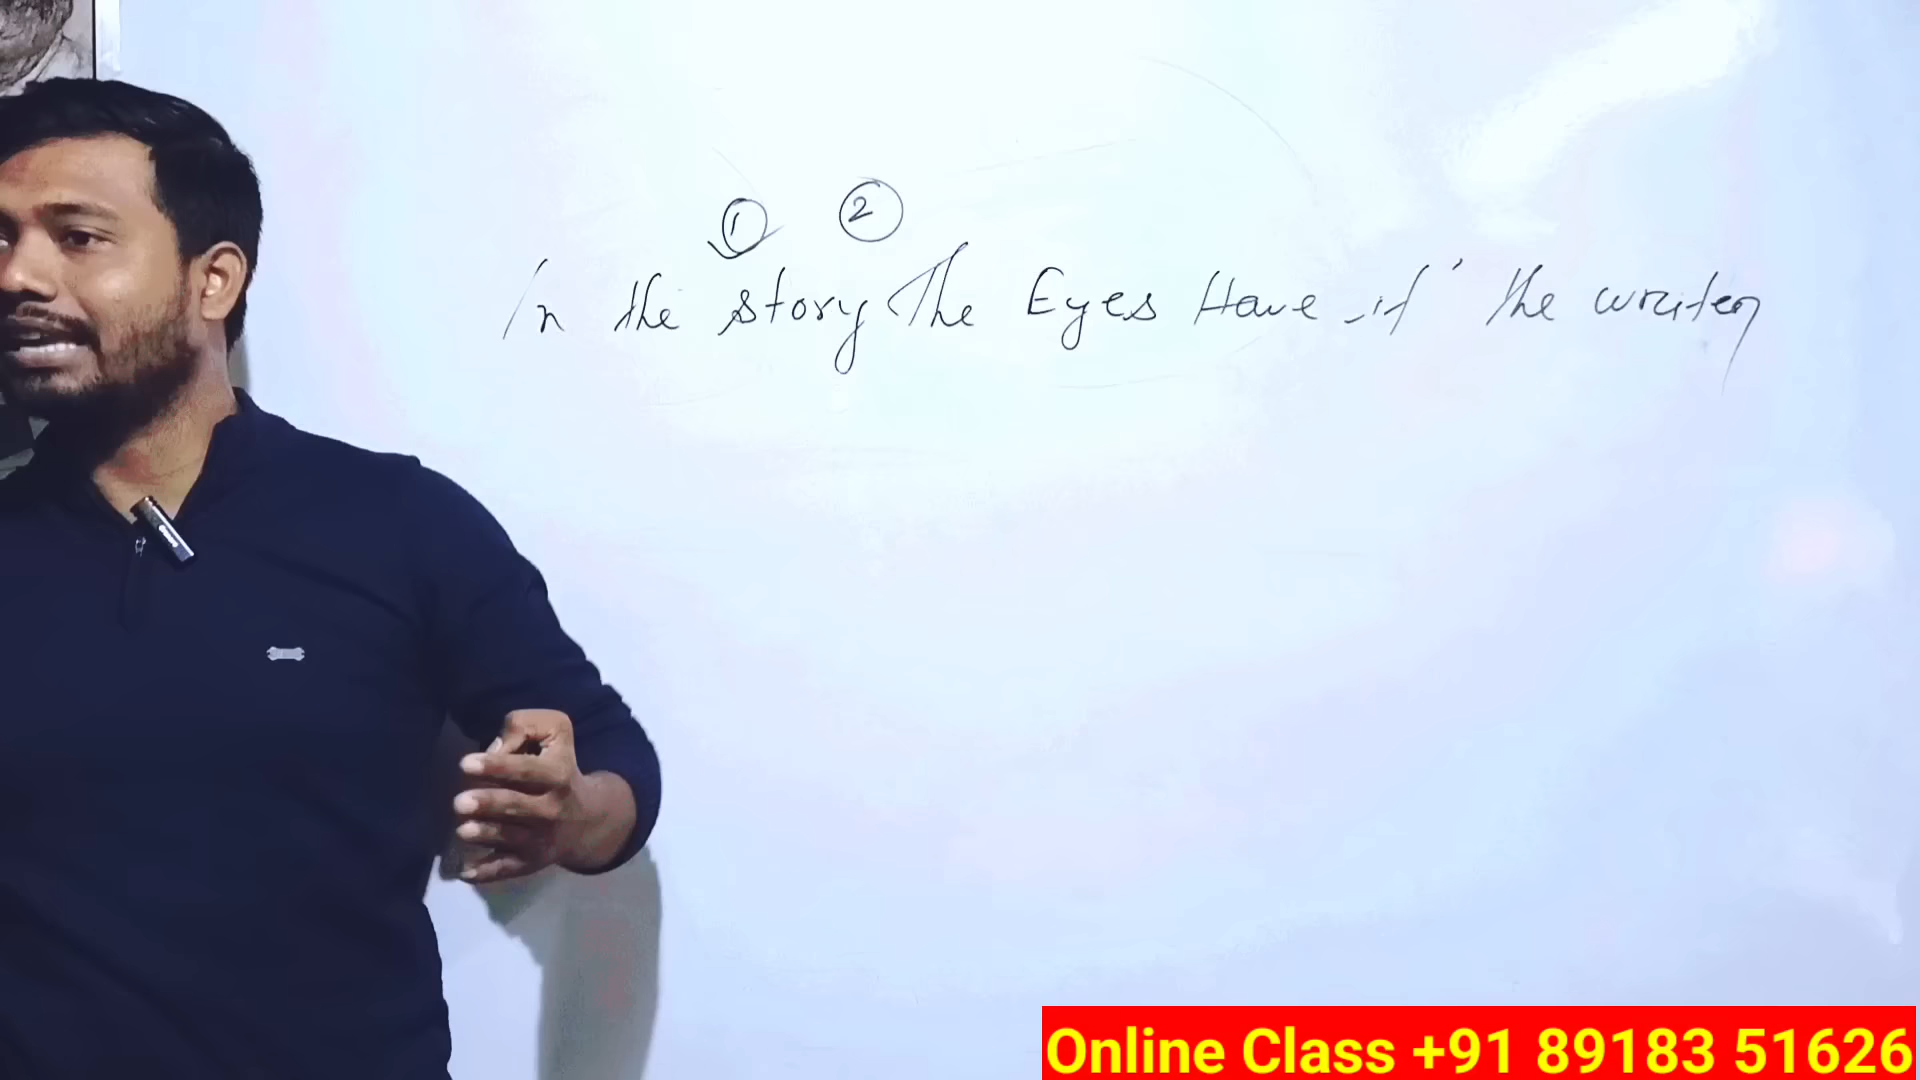 ① ②
In the story 'The Eyes Have it' the writer
Online Class +91 89183 51626